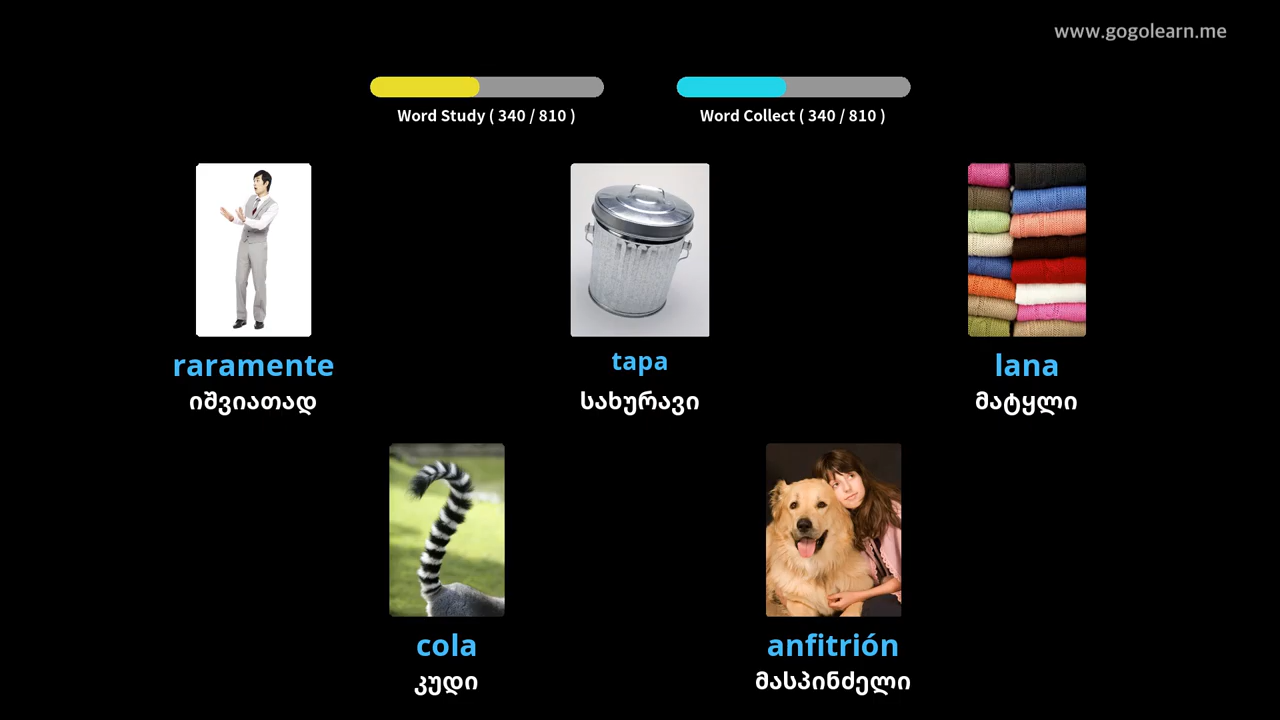 www.gogolearn.me
Word Study ( 340 / 810 )
Word Collect ( 340 / 810 )
raramente
იშვიათად
tapa
სახურავი
lana
მატყლი
cola
კუდი
anfitrión
მასპინძელი